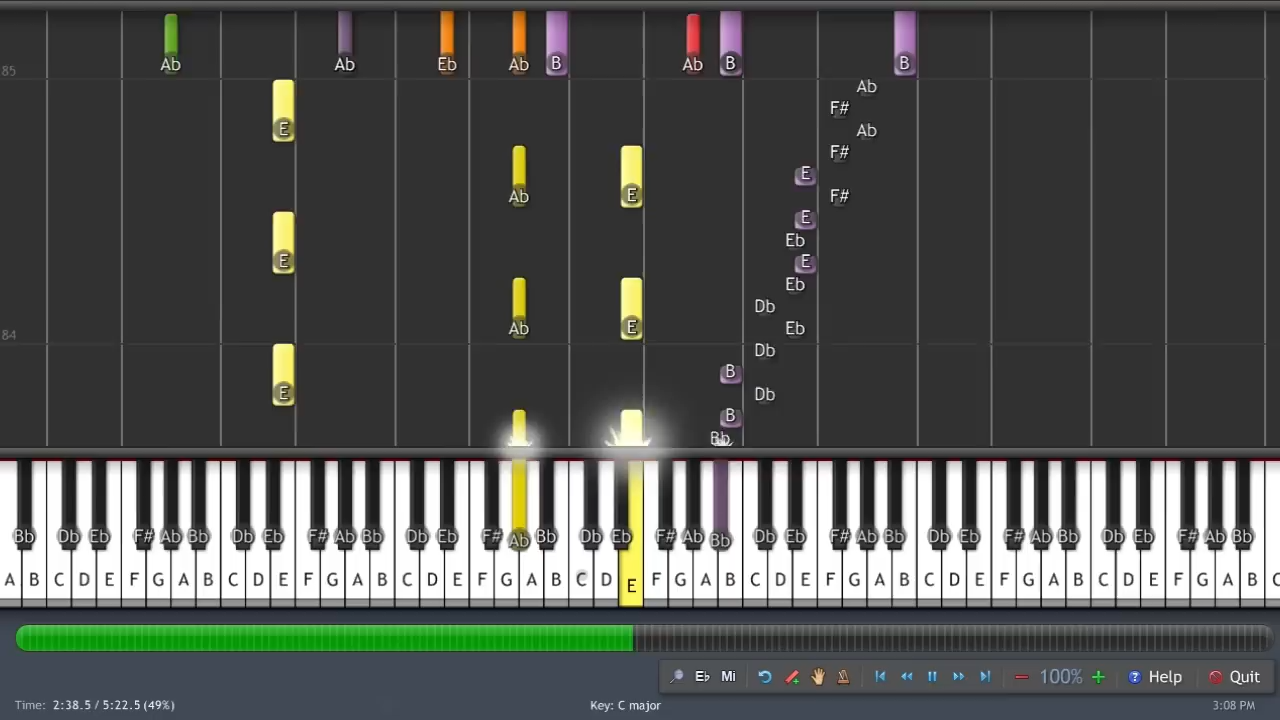 Ab Ab Eb Ab B Ab B B
85
Ab
F#
E Ab
F#
E
Ab E F#
E
Eb
E E
Eb
Db
Ab E Eb
84
Db
B
E Db
B
Bb
Bb Db Eb F# Ab Bb Db Eb F# Ab Bb Db Eb F# Ab Bb Db Eb F# Ab Bb Db Eb F# Ab Bb Db Eb F# Ab Bb Db Eb F# Ab Bb
A B C D E F G A B C D E F G A B C D E F G A B C D E F G A B C D E F G A B C D E F G A B C D E F G A B C
Eb Mi 100% Help Quit
Time: 2:38.5 / 5:22.5 (49%) Key: C major 3:08 PM